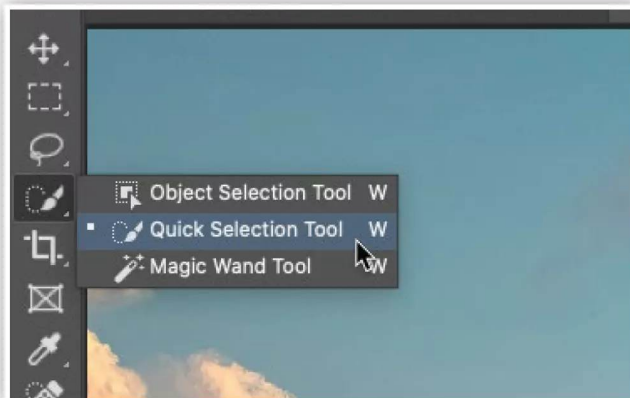 Object Selection Tool W
Quick Selection Tool W
Magic Wand Tool W